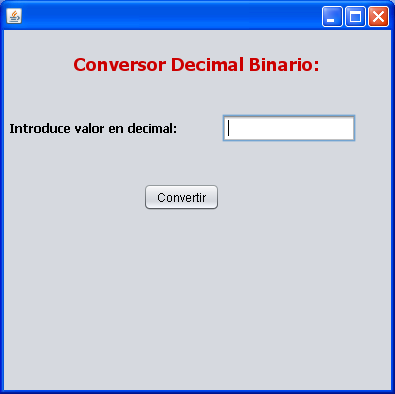 Conversor Decimal Binario:
Introduce valor en decimal:
Convertir